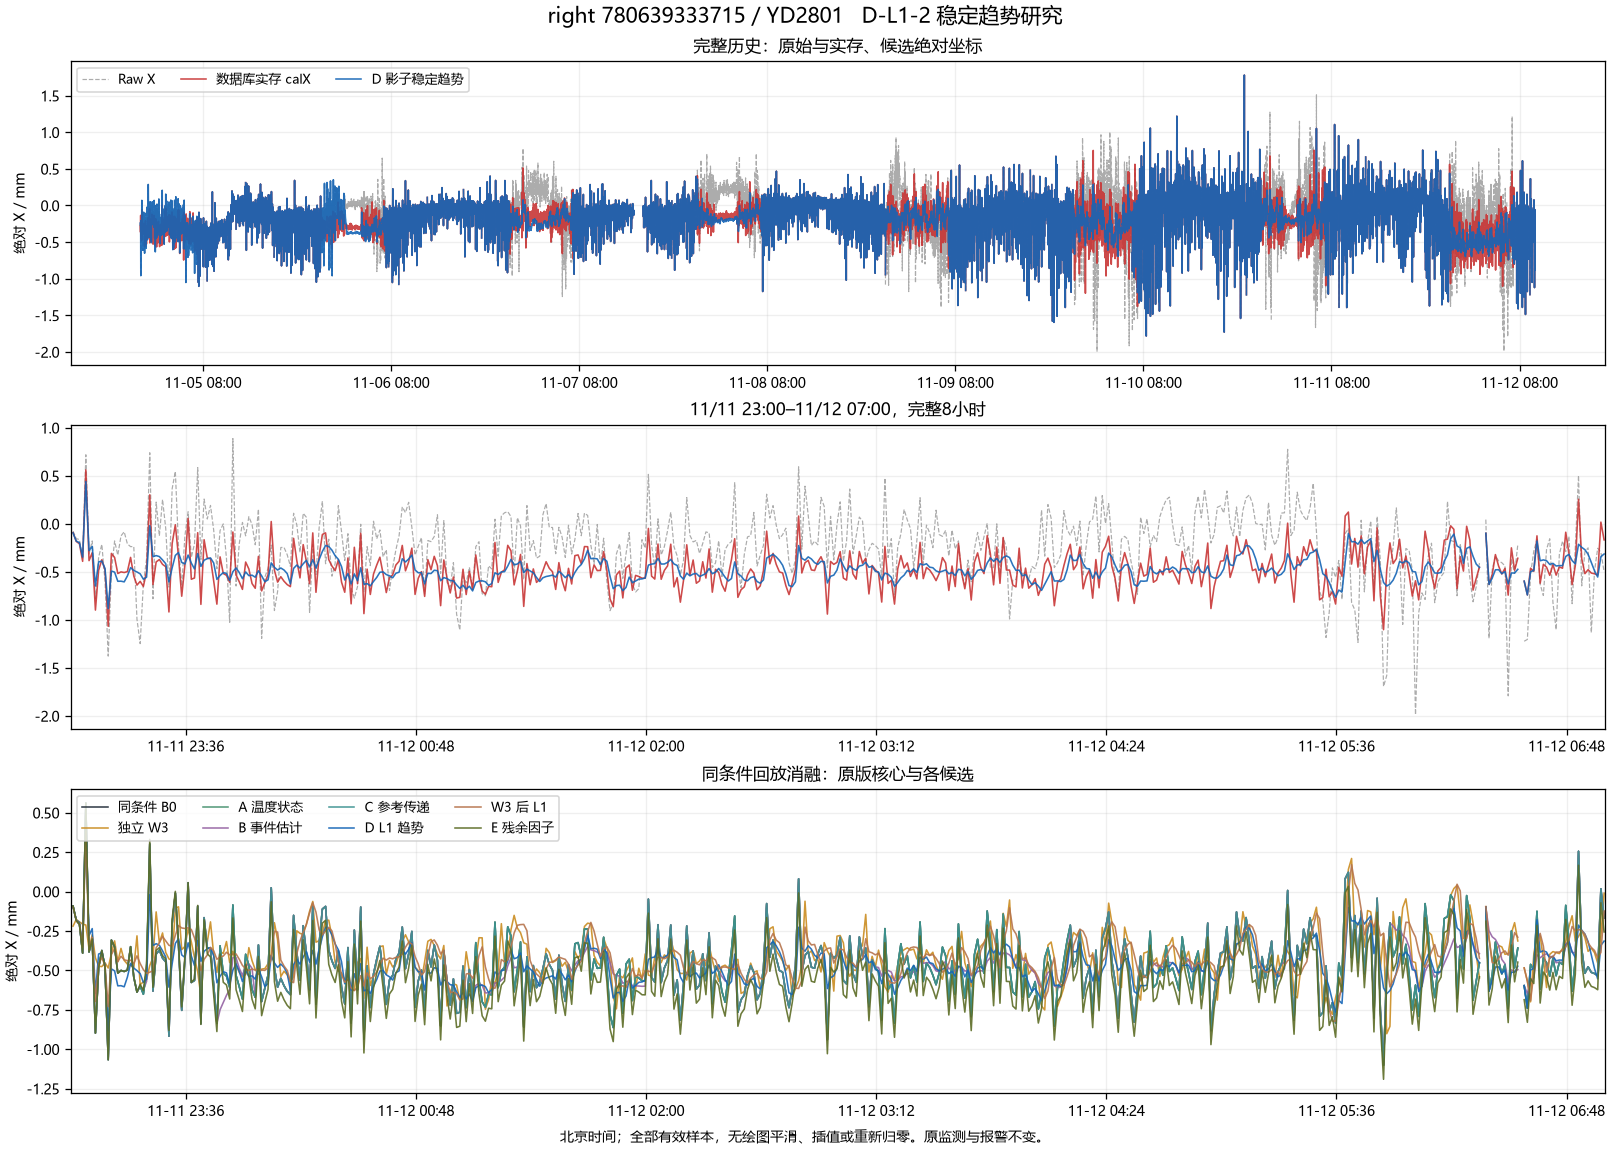 right 780639333715 / YD2801   D-L1-2 稳定趋势研究
完整历史：原始与实存、候选绝对坐标
Raw X
数据库实存 calX
D 影子稳定趋势
绝对 X / mm
1.5
1.0
0.5
0.0
-0.5
-1.0
-1.5
-2.0
11-05 08:00
11-06 08:00
11-07 08:00
11-08 08:00
11-09 08:00
11-10 08:00
11-11 08:00
11-12 08:00
11/11 23:00–11/12 07:00，完整8小时
绝对 X / mm
1.0
0.5
0.0
-0.5
-1.0
-1.5
-2.0
11-11 23:36
11-12 00:48
11-12 02:00
11-12 03:12
11-12 04:24
11-12 05:36
11-12 06:48
同条件回放消融：原版核心与各候选
同条件 B0
A 温度状态
C 参考传递
W3 后 L1
独立 W3
B 事件估计
D L1 趋势
E 残余因子
绝对 X / mm
0.50
0.25
0.00
-0.25
-0.50
-0.75
-1.00
-1.25
11-11 23:36
11-12 00:48
11-12 02:00
11-12 03:12
11-12 04:24
11-12 05:36
11-12 06:48
北京时间；全部有效样本，无绘图平滑、插值或重新归零。原监测与报警不变。